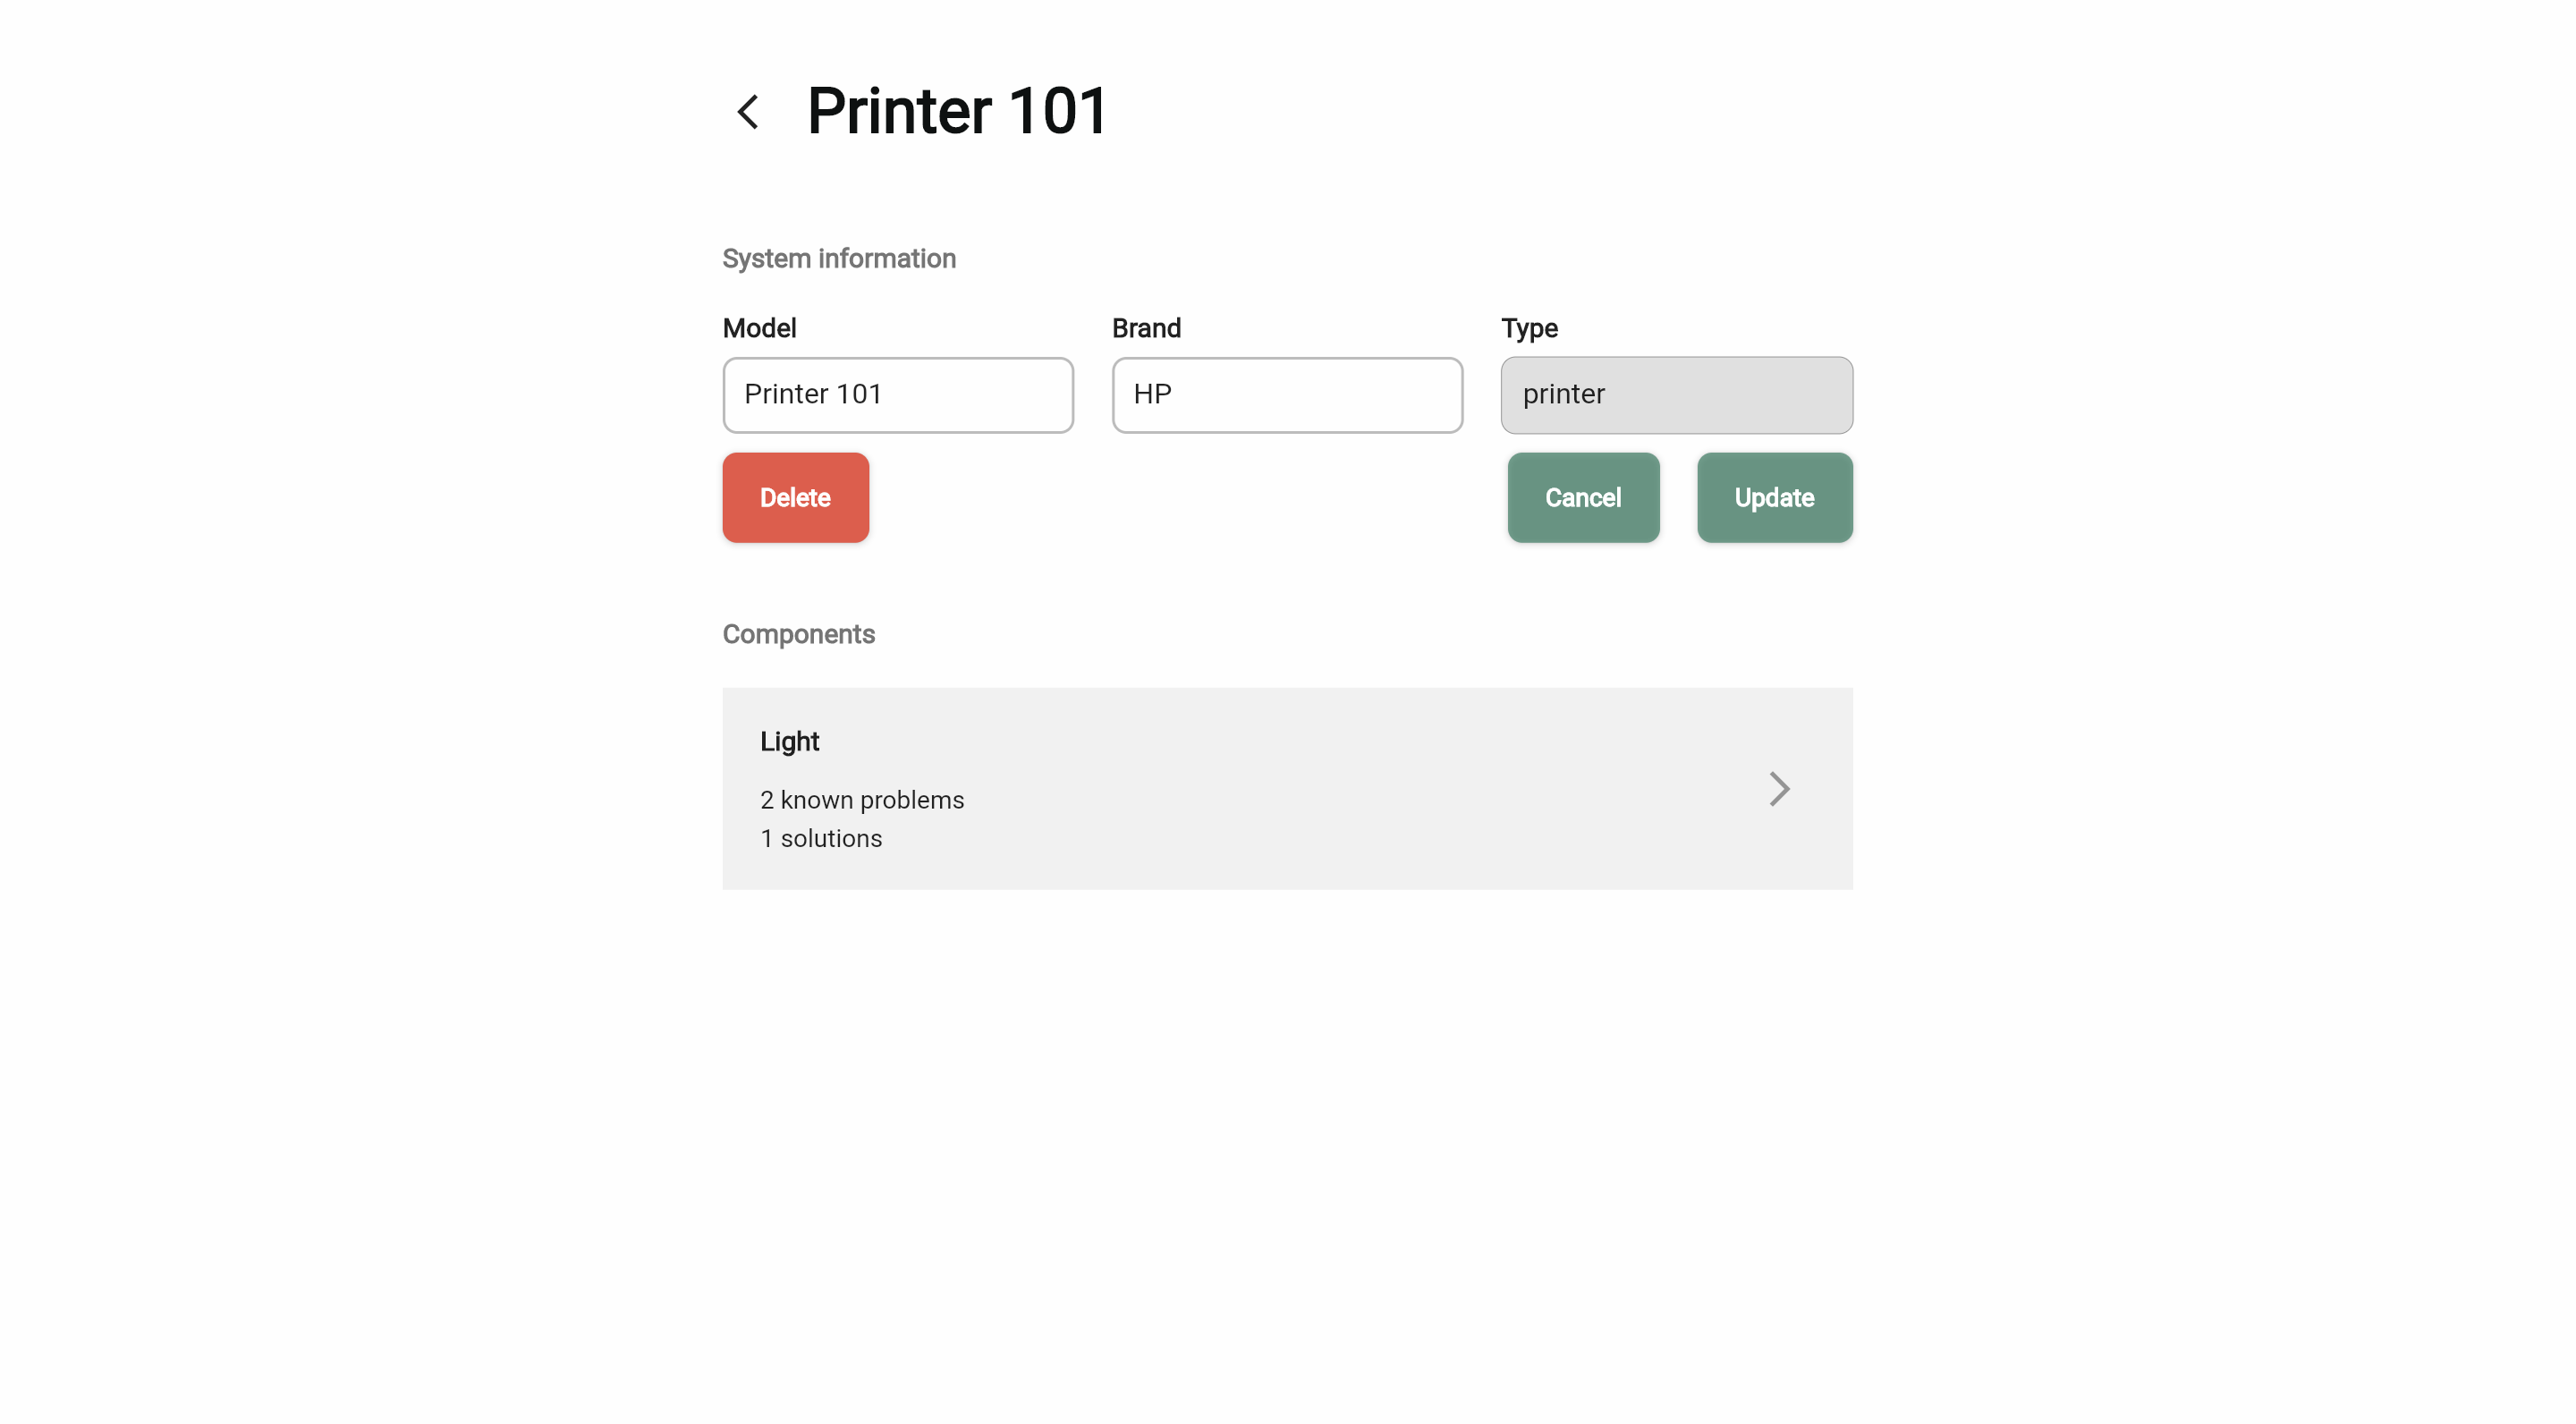 Printer 101
System information
Model Brand Type
Printer 101 HP printer
Delete Cancel Update
Components
Light
2 known problems
1 solutions